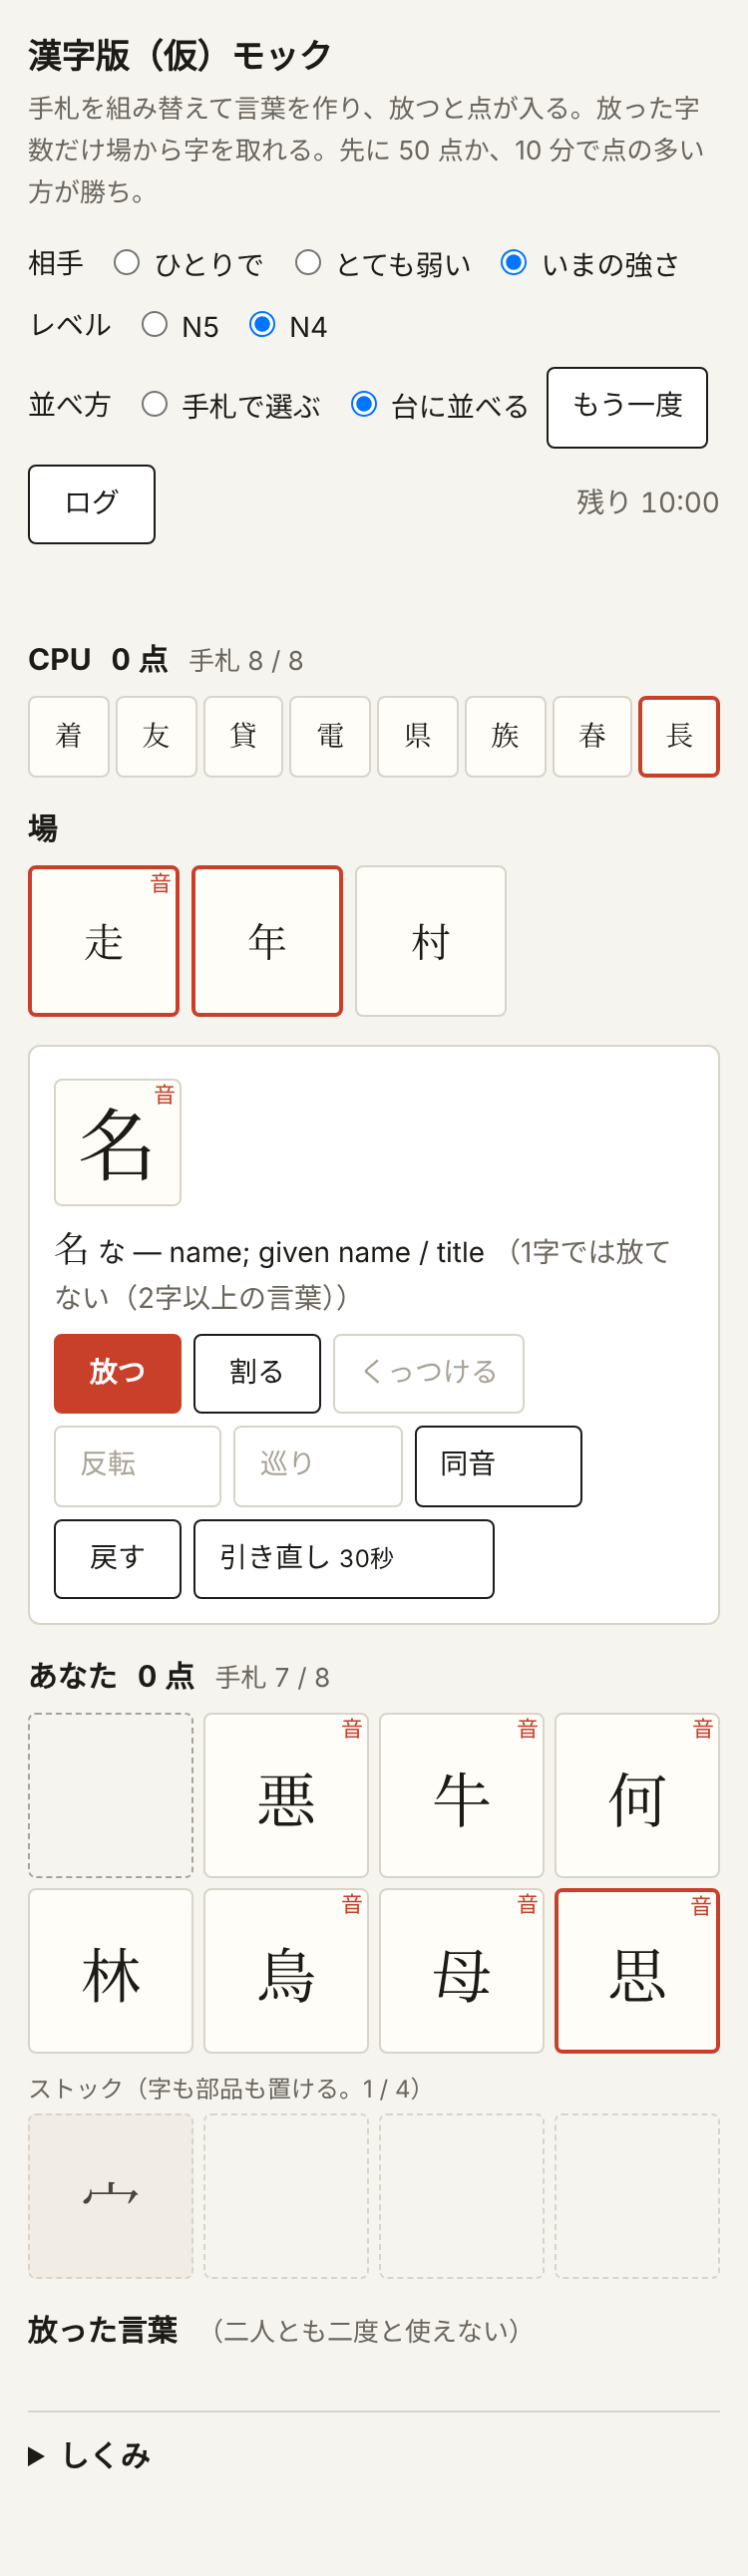 漢字版（仮）モック
手札を組み替えて言葉を作り、放つと点が入る。放った字
数だけ場から字を取れる。先に 50 点か、10 分で点の多い
方が勝ち。
相手 ひとりで とても弱い いまの強さ
レベル N5 N4
並べ方 手札で選ぶ 台に並べる もう一度
ログ 残り 10:00
CPU 0 点 手札 8 / 8
着 友 貸 電 県 族 春 長
場
走 音 年 村
名 音
名 な — name; given name / title （1字では放て
ない（2字以上の言葉））
放つ 割る くっつける
反転 巡り 同音
戻す 引き直し 30秒
あなた 0 点 手札 7 / 8
悪 音 牛 音 何 音
林 鳥 音 母 音 思 音
ストック（字も部品も置ける。1 / 4）
宀
放った言葉 （二人とも二度と使えない）
▶ しくみ